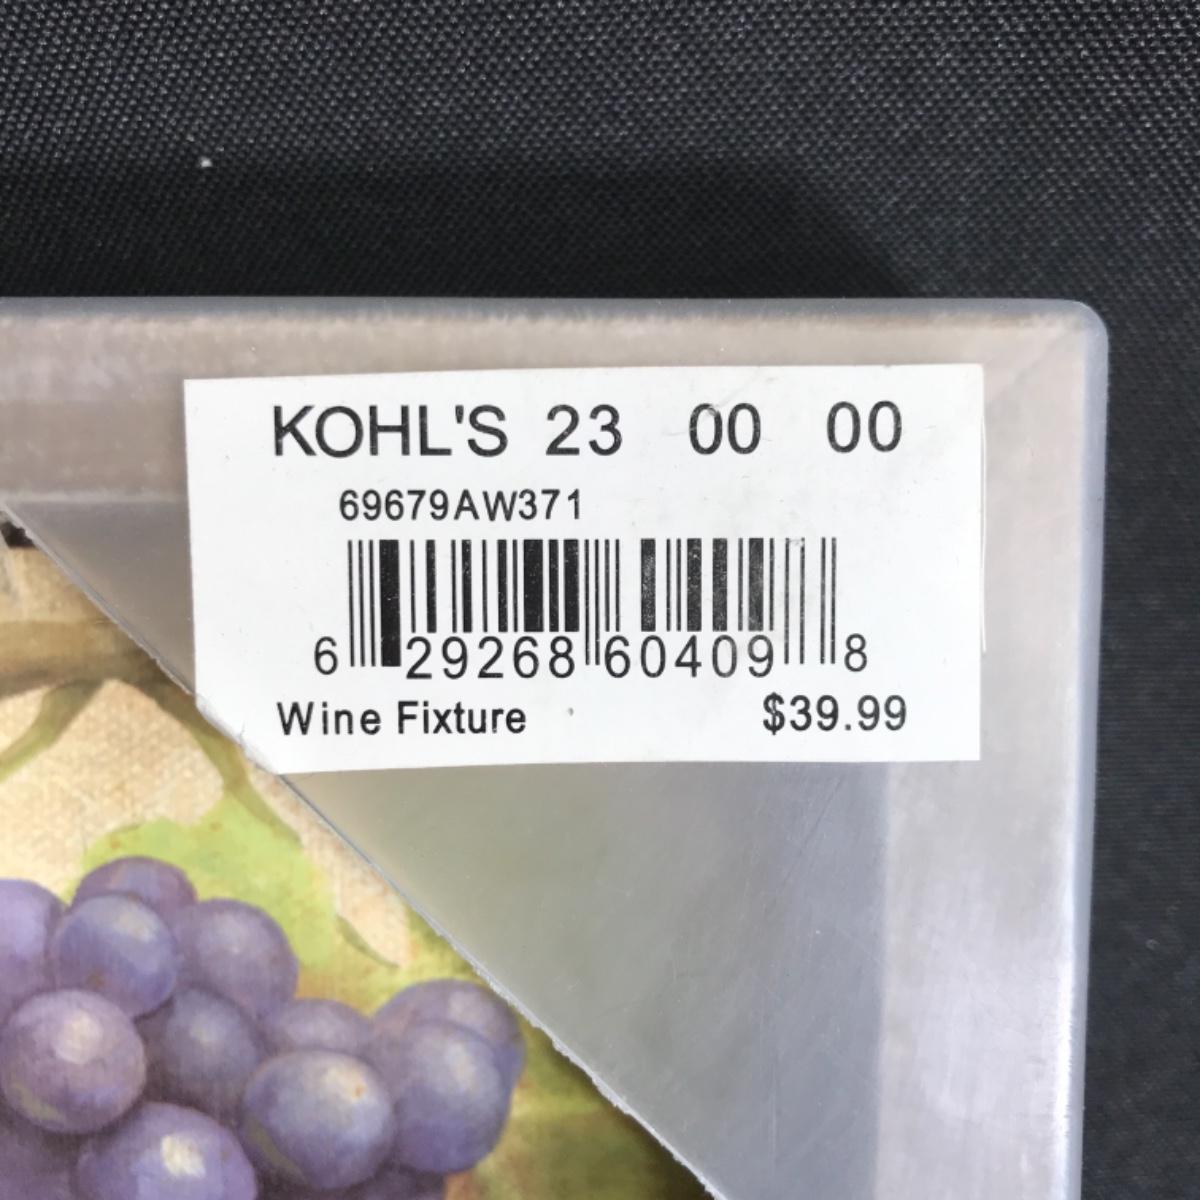 KOHL'S 23 00 00
69679AW371
6 29268 60409 8
Wine Fixture $39.99